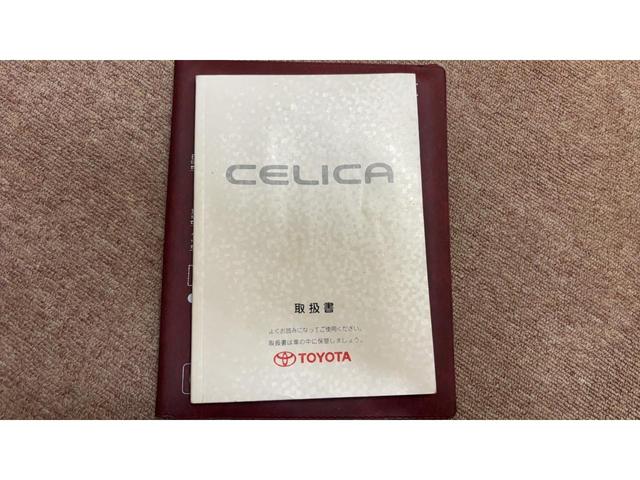 CELICA
取扱書
よくお読みになってご使用ください。
取扱書は車の中に保管しましょう。
TOYOTA